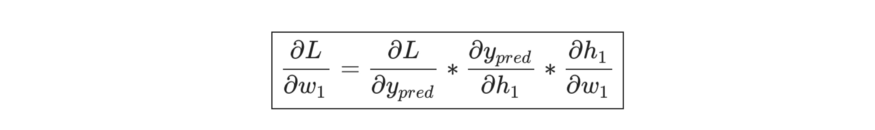 ∂L/∂w₁ = ∂L/∂y_pred * ∂y_pred/∂h₁ * ∂h₁/∂w₁